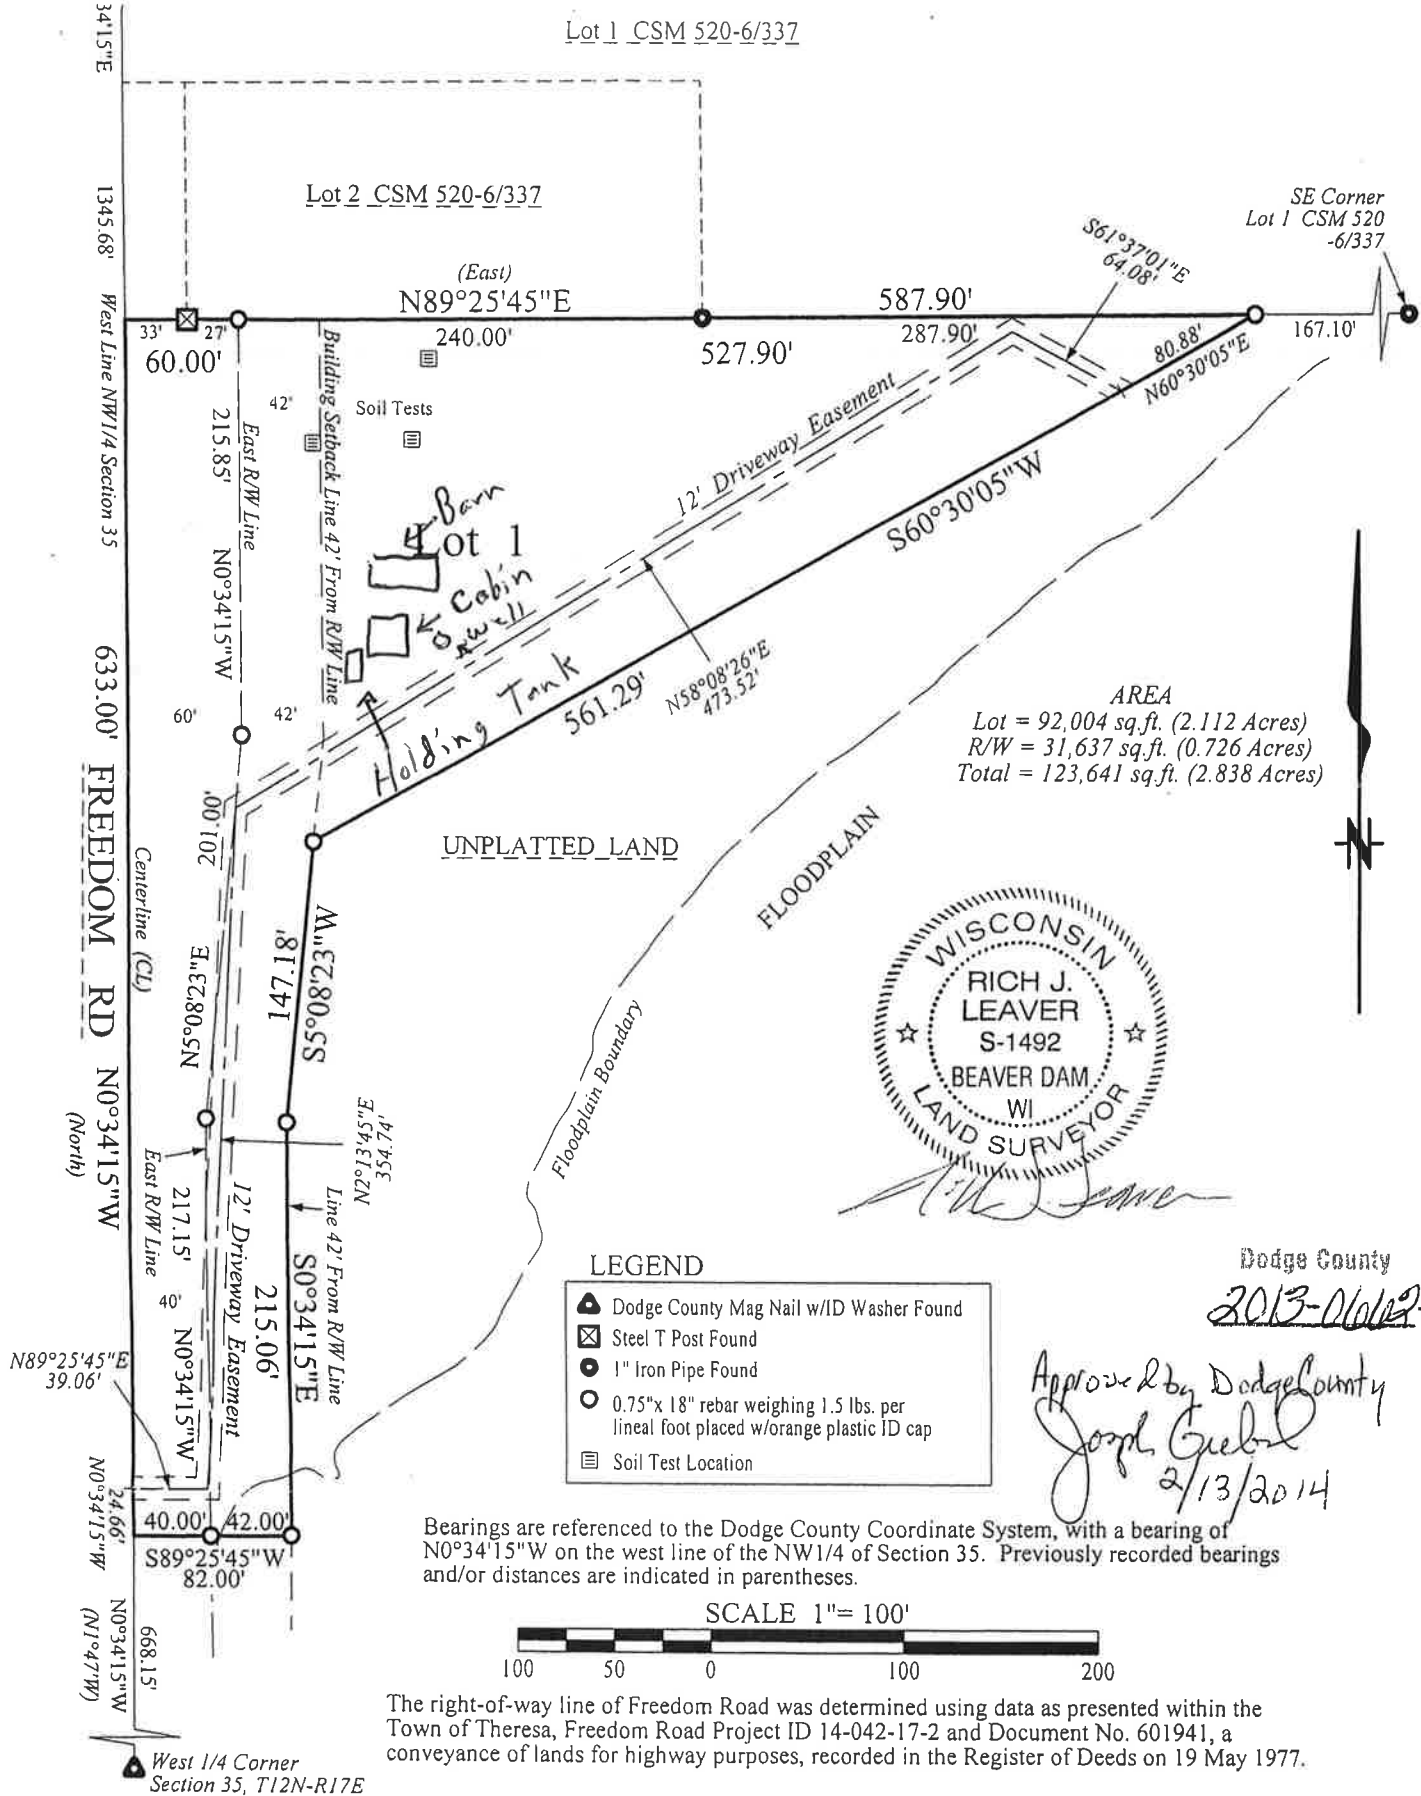 34'15"E
Lot 1 CSM 520-6/337
1345.68'
Lot 2 CSM 520-6/337
SE Corner
Lot 1 CSM 520
-6/337
S61°37'01"E
64.08'
(East)
N89°25'45"E
587.90'
33'
27'
60.00'
240.00'
527.90'
287.90'
80.88'
N60°30'05"E
167.10'
West Line NW1/4 Section 35
42'
Soil Tests
215.85'
East R/W Line
N0°34'15"W
Building Setback Line 42' From R/W Line
12' Driveway Easement
S60°30'05"W
Barn
Lot 1
Cabin
well
Holding Tank
561.29'
N58°08'26"E
473.52'
60'
42'
AREA
Lot = 92,004 sq.ft. (2.112 Acres)
R/W = 31,637 sq.ft. (0.726 Acres)
Total = 123,641 sq.ft. (2.838 Acres)
633.00' FREEDOM RD N0°34'15"W
(North)
Centerline (CL)
201.00'
N5°08'23"E
UNPLATTED LAND
FLOODPLAIN
147.18'
S5°08'23"W
N
WISCONSIN
RICH J.
LEAVER
S-1492
BEAVER DAM
WI
LAND SURVEYOR
Floodplain Boundary
N2°13'45"E
354.74'
East R/W Line
217.15'
N0°34'15"W
40'
12' Driveway Easement
215.06'
S0°34'15"E
Line 42' From R/W Line
LEGEND
Dodge County Mag Nail w/ID Washer Found
Steel T Post Found
1" Iron Pipe Found
0.75"x 18" rebar weighing 1.5 lbs. per
lineal foot placed w/orange plastic ID cap
Soil Test Location
Dodge County
Approved by Dodge County
2/13/2014
N89°25'45"E
39.06'
24.66'
N0°34'15"W
40.00'
42.00'
S89°25'45"W
82.00'
Bearings are referenced to the Dodge County Coordinate System, with a bearing of
N0°34'15"W on the west line of the NW1/4 of Section 35. Previously recorded bearings
and/or distances are indicated in parentheses.
SCALE 1"= 100'
100 50 0 100 200
668.15'
N0°34'15"W
(N1°47'W)
The right-of-way line of Freedom Road was determined using data as presented within the
Town of Theresa, Freedom Road Project ID 14-042-17-2 and Document No. 601941, a
conveyance of lands for highway purposes, recorded in the Register of Deeds on 19 May 1977.
West 1/4 Corner
Section 35, T12N-R17E